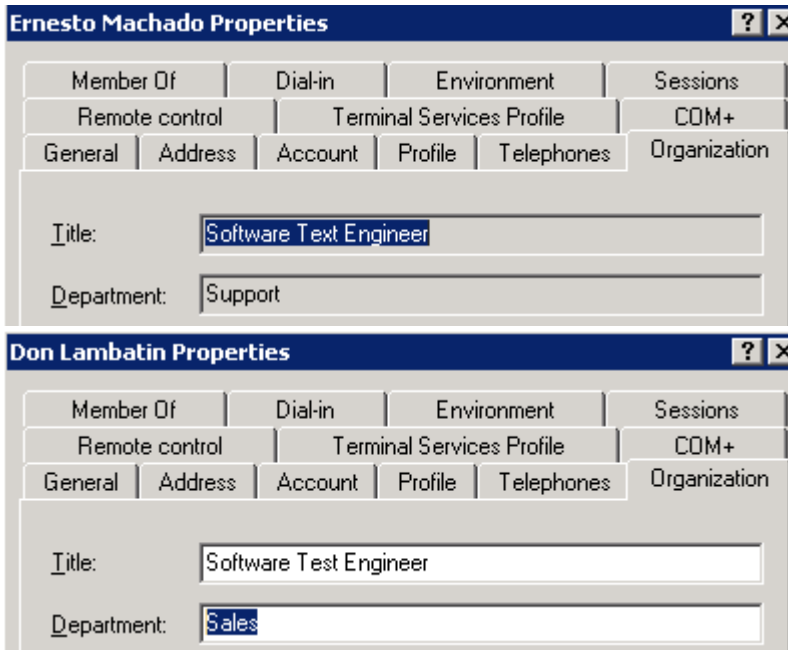 Ernesto Machado Properties ? X
Member Of Dial-in Environment Sessions
Remote control Terminal Services Profile COM+
General Address Account Profile Telephones Organization
Title: Software Text Engineer
Department: Support
Don Lambatin Properties ? X
Member Of Dial-in Environment Sessions
Remote control Terminal Services Profile COM+
General Address Account Profile Telephones Organization
Title: Software Test Engineer
Department: Sales